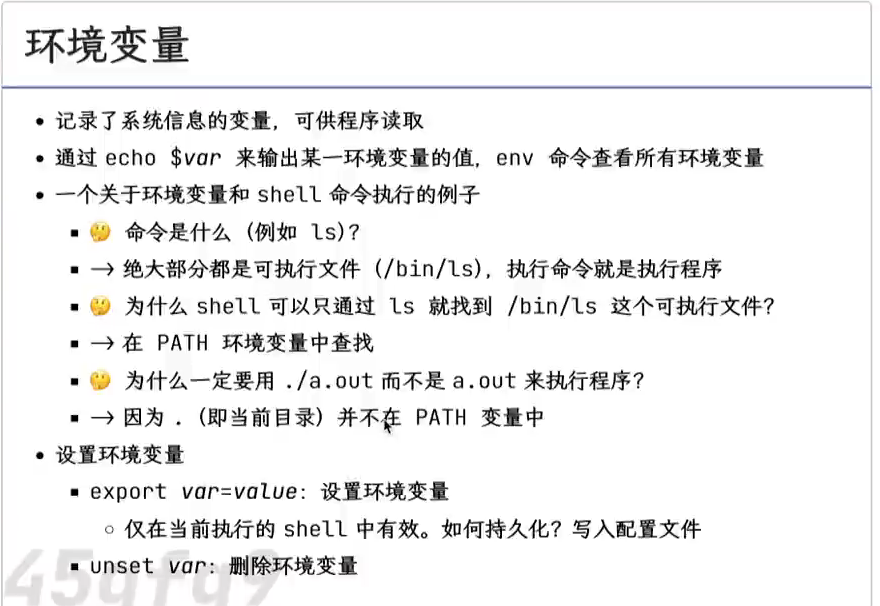 环境变量
• 记录了系统信息的变量，可供程序读取
• 通过 echo $var 来输出某一环境变量的值，env 命令查看所有环境变量
• 一个关于环境变量和 shell 命令执行的例子
▪ 🤔 命令是什么（例如 ls）？
▪ → 绝大部分都是可执行文件（/bin/ls），执行命令就是执行程序
▪ 🤔 为什么 shell 可以只通过 ls 就找到 /bin/ls 这个可执行文件？
▪ → 在 PATH 环境变量中查找
▪ 🤔 为什么一定要用 ./a.out 而不是 a.out 来执行程序？
▪ → 因为 .（即当前目录）并不在 PATH 变量中
• 设置环境变量
▪ export var=value: 设置环境变量
○ 仅在当前执行的 shell 中有效。如何持久化？写入配置文件
▪ unset var: 删除环境变量